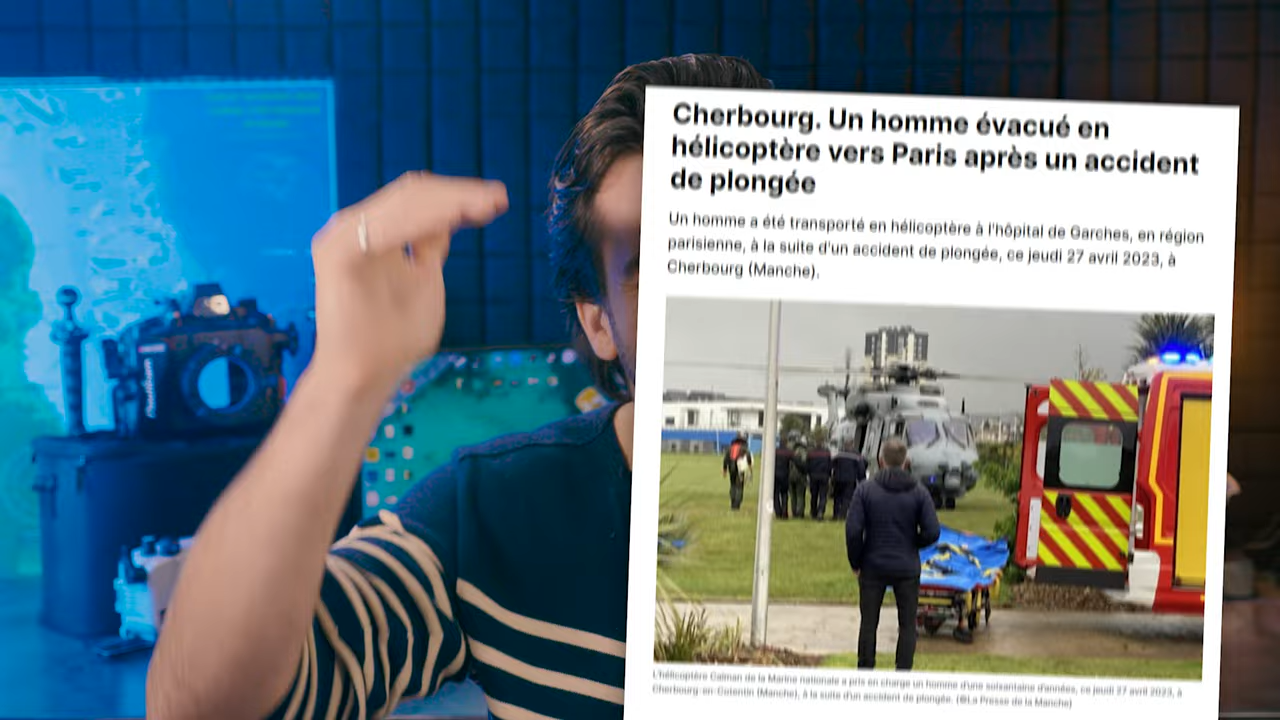 Cherbourg. Un homme évacué en
hélicoptère vers Paris après un accident
de plongée
Un homme a été transporté en hélicoptère à l'hôpital de Garches, en région
parisienne, à la suite d'un accident de plongée, ce jeudi 27 avril 2023, à
Cherbourg (Manche).
L'hélicoptère Caïman de la Marine nationale a pris en charge un homme d'une soixantaine d'années, ce jeudi 27 avril 2023, à
Cherbourg-en-Cotentin (Manche), à la suite d'un accident de plongée. (@La Presse de la Manche)